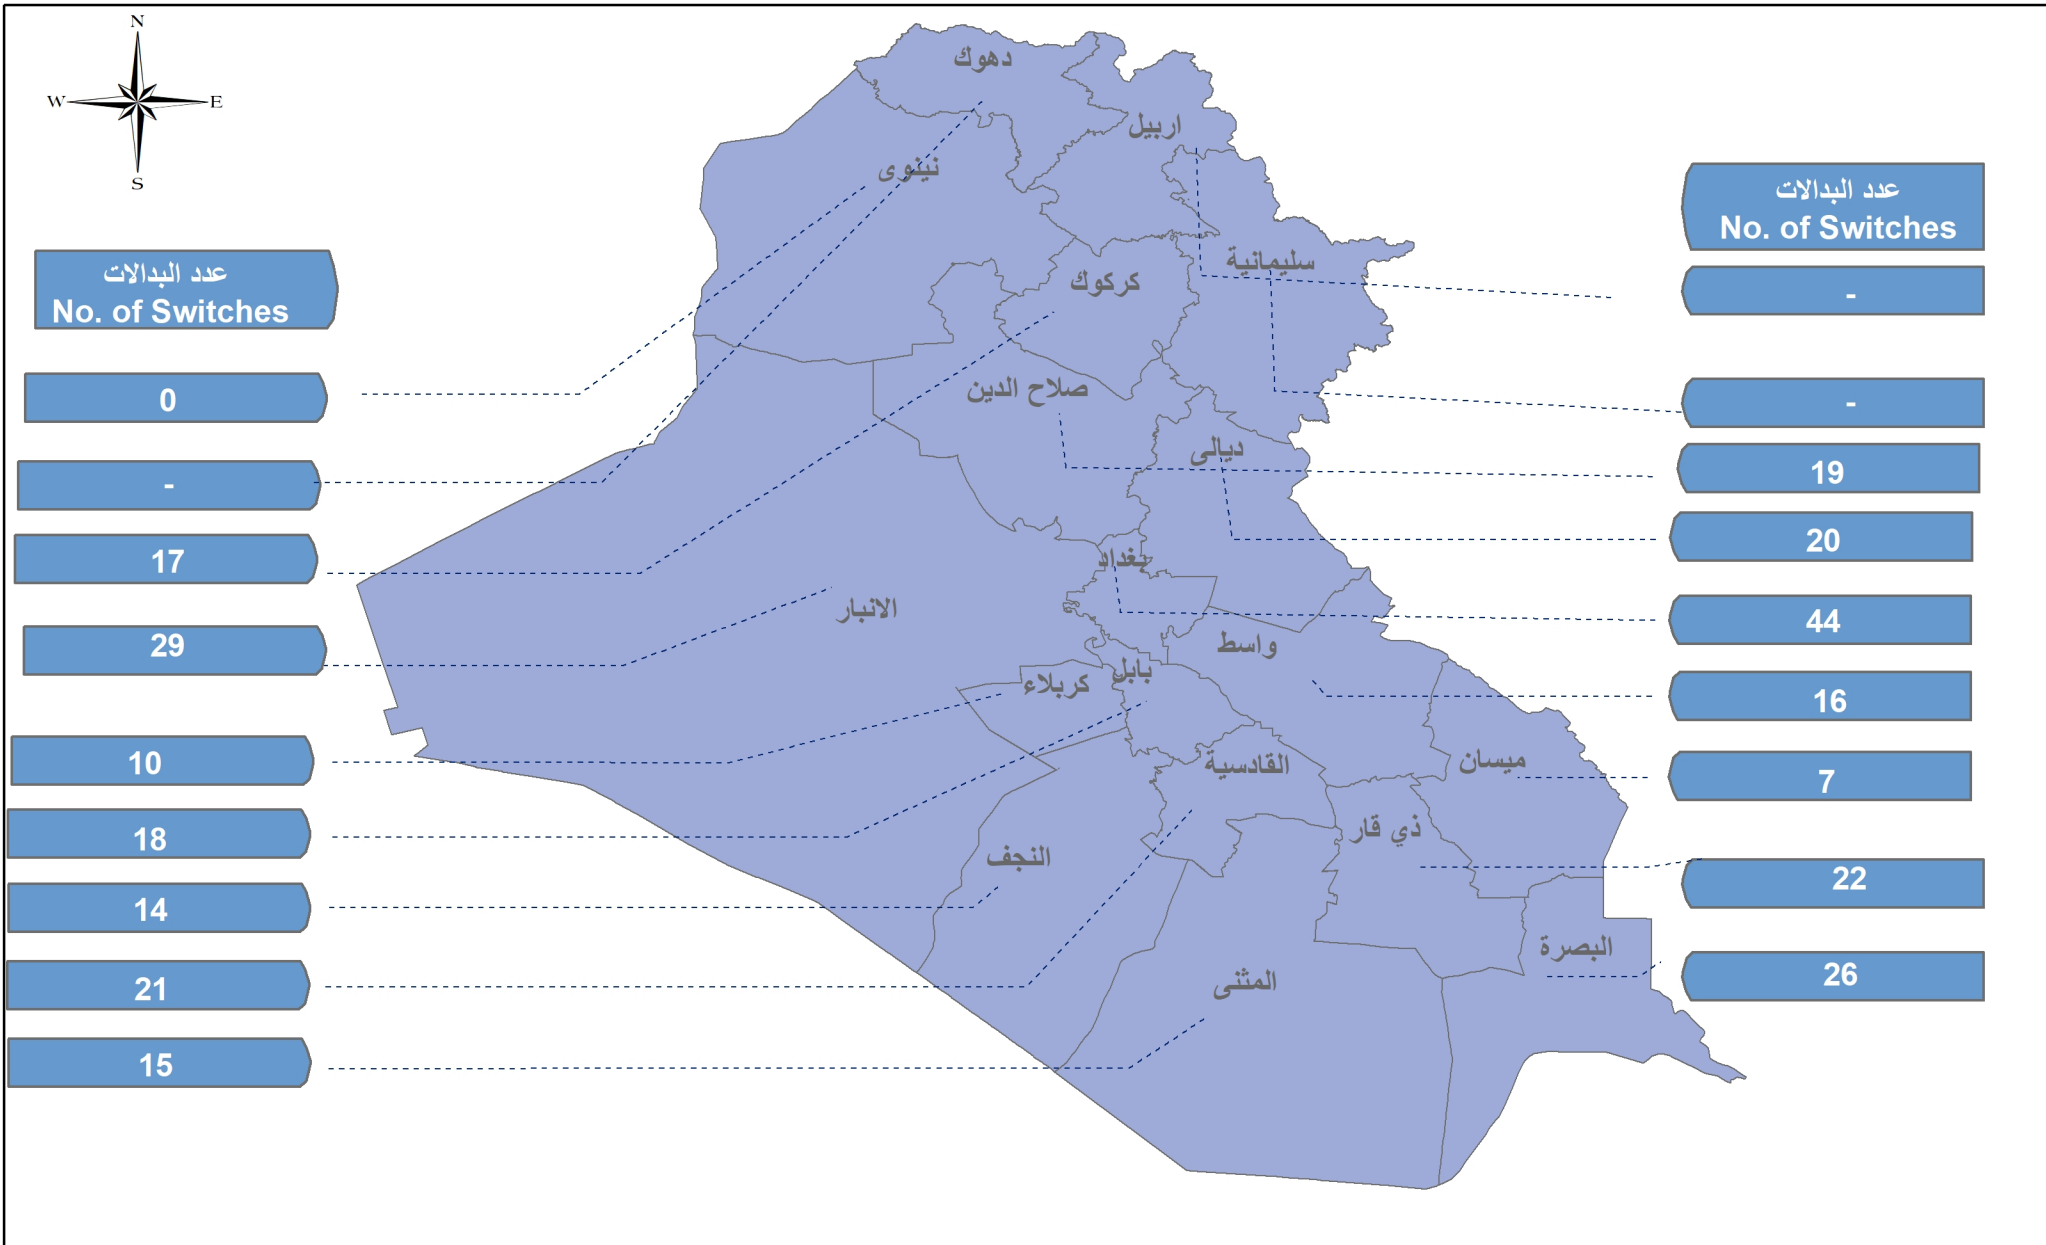 N
W
E
S
عدد البدالات
No. of Switches
0
-
17
29
10
18
14
21
15
دهوك
اربيل
نينوى
سليمانية
كركوك
صلاح الدين
ديالى
بغداد
الانبار
واسط
بابل
كربلاء
ميسان
القادسية
ذي قار
النجف
البصرة
المثنى
عدد البدالات
No. of Switches
-
-
19
20
44
16
7
22
26